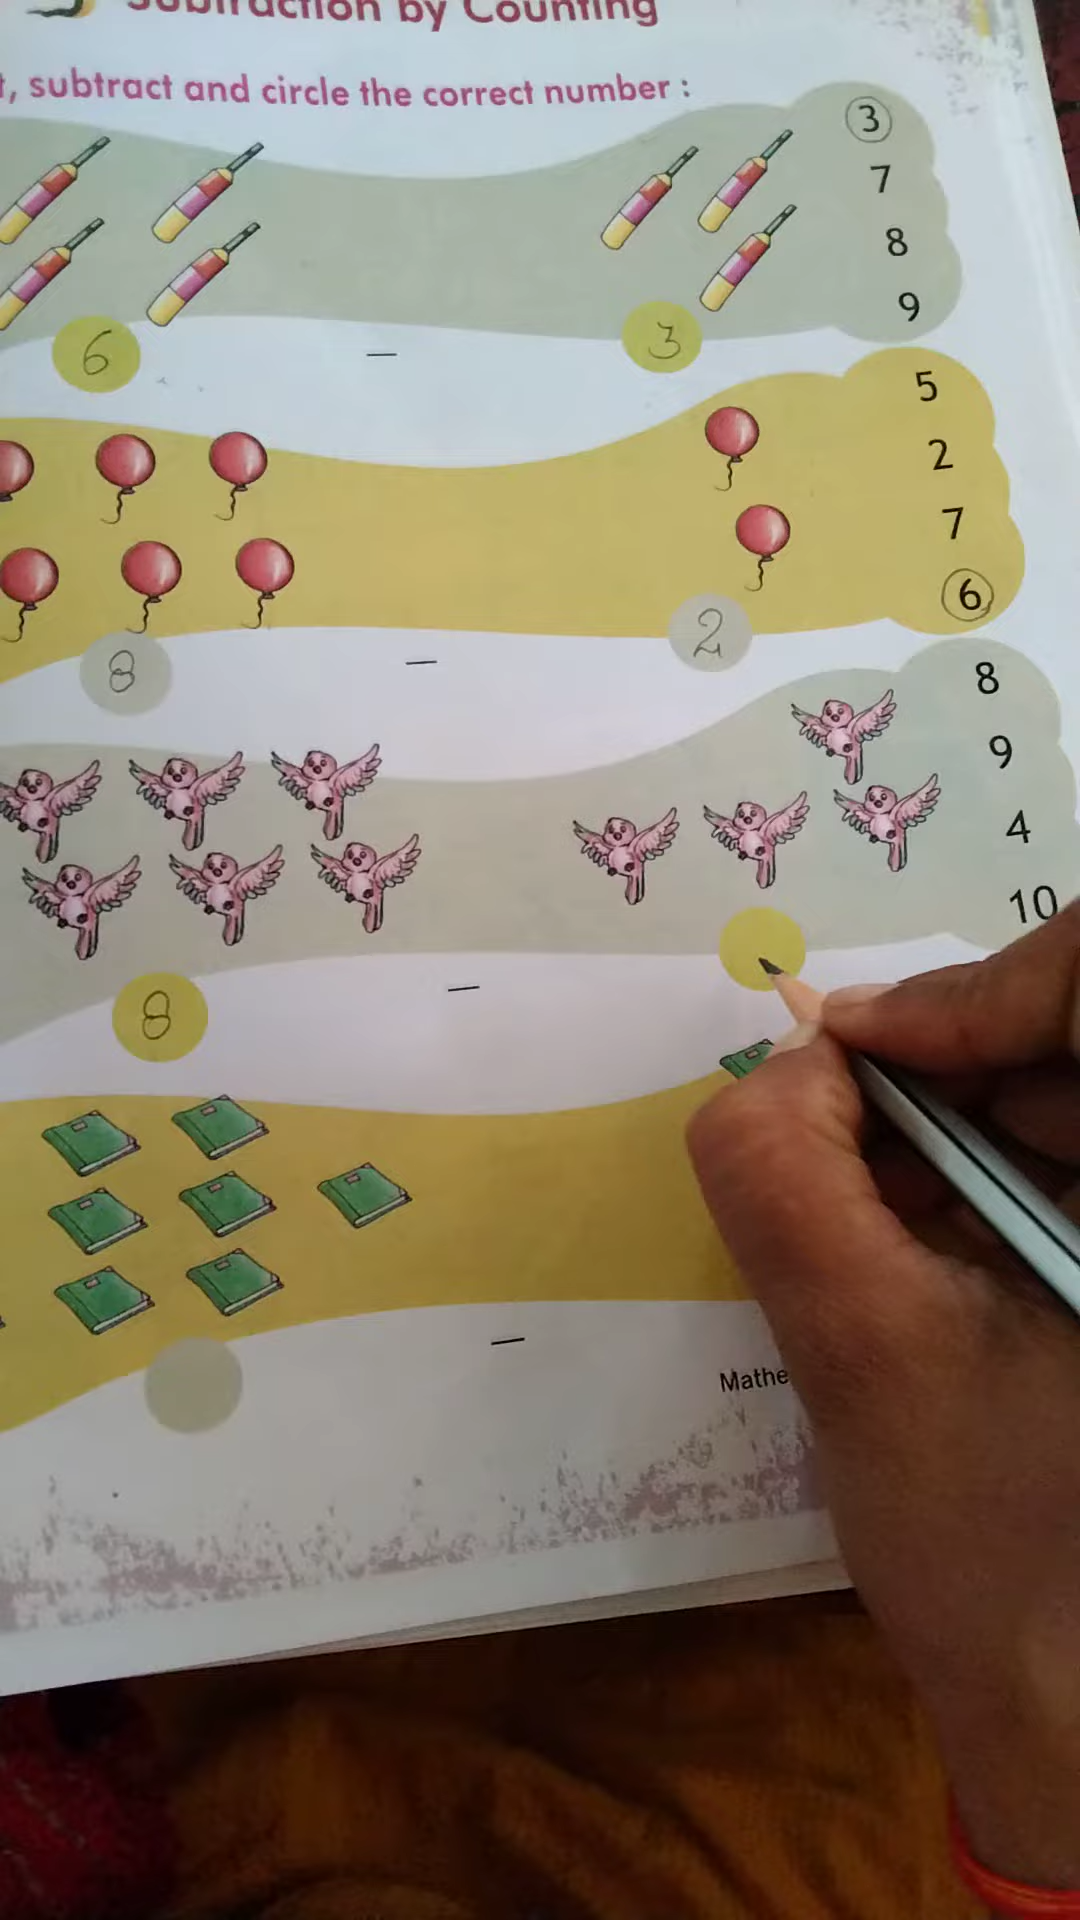 Subtraction by Counting
t, subtract and circle the correct number :
3
7
8
9
6 — 3
5
2
7
6
8 — 2
8
9
4
10
8 —
—
Mathe